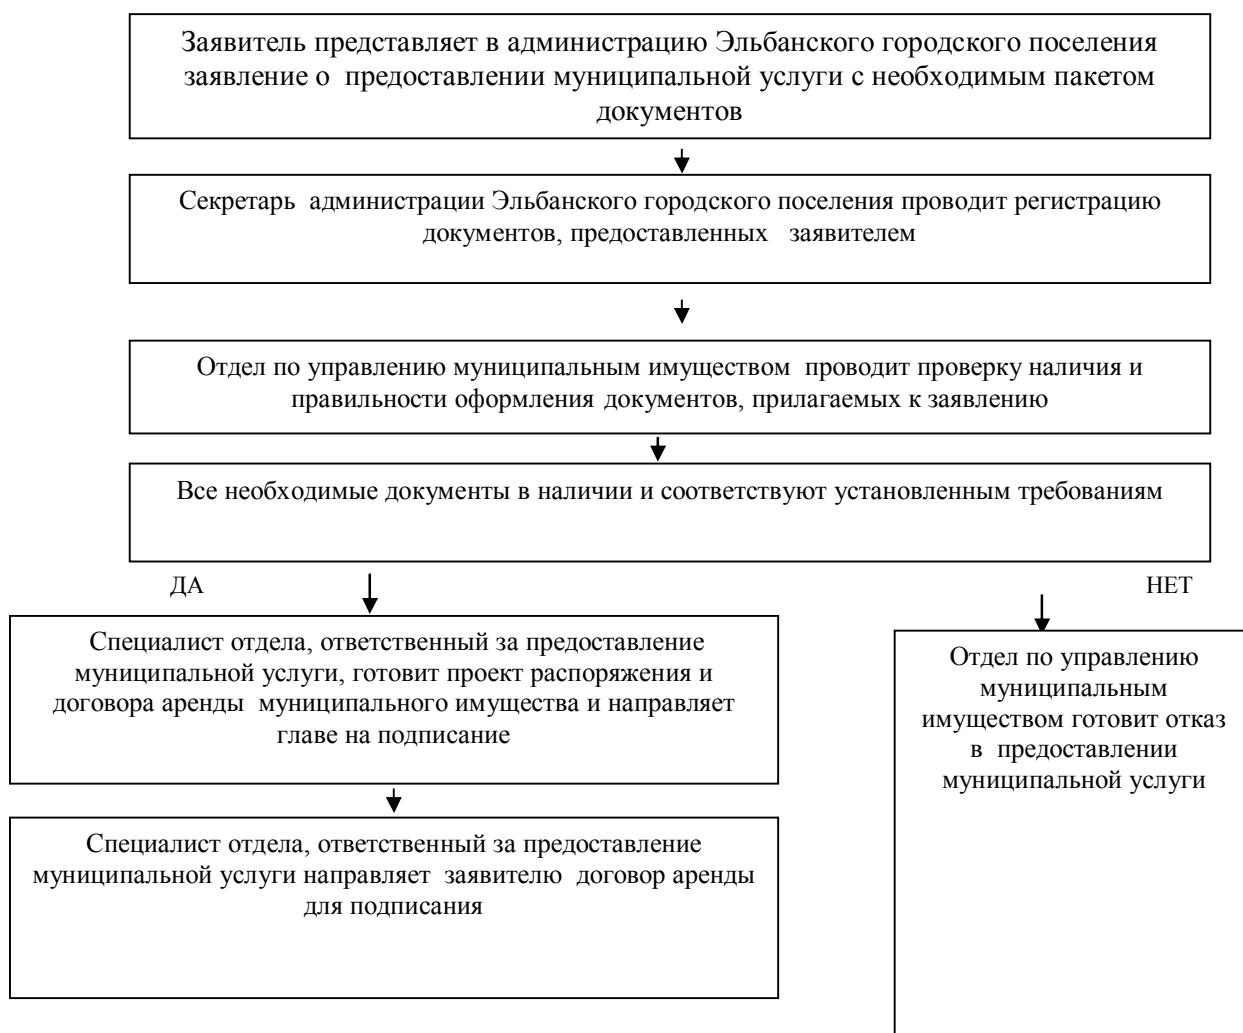 Заявитель представляет в администрацию Эльбанского городского поселения
заявление о предоставлении муниципальной услуги с необходимым пакетом
документов
Секретарь администрации Эльбанского городского поселения проводит регистрацию
документов, предоставленных заявителем
Отдел по управлению муниципальным имуществом проводит проверку наличия и
правильности оформления документов, прилагаемых к заявлению
Все необходимые документы в наличии и соответствуют установленным требованиям
ДА
НЕТ
Специалист отдела, ответственный за предоставление
муниципальной услуги, готовит проект распоряжения и
договора аренды муниципального имущества и направляет
главе на подписание
Специалист отдела, ответственный за предоставление
муниципальной услуги направляет заявителю договор аренды
для подписания
Отдел по управлению
муниципальным
имуществом готовит отказ
в предоставлении
муниципальной услуги